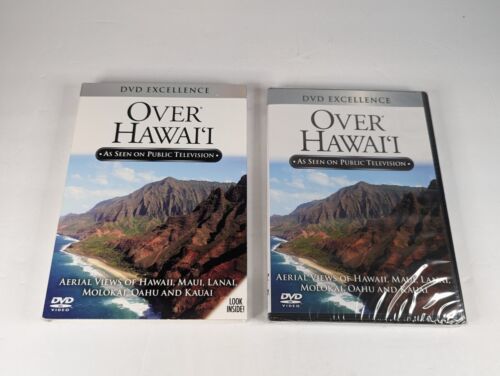 DVD EXCELLENCE
OVER®
HAWAI'I
• AS SEEN ON PUBLIC TELEVISION •
AERIAL VIEWS OF HAWAII, MAUI, LANAI,
MOLOKAI, OAHU AND KAUAI
DVD
VIDEO
LOOK
INSIDE!
DVD EXCELLENCE
OVER®
HAWAI'I
• AS SEEN ON PUBLIC TELEVISION •
AERIAL VIEWS OF HAWAII, MAUI, LANAI,
MOLOKAI, OAHU AND KAUAI
DVD
VIDEO